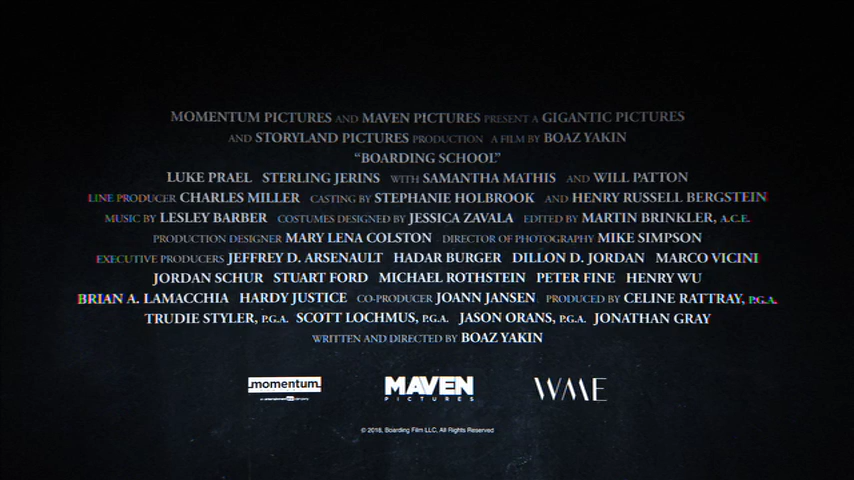 MOMENTUM PICTURES AND MAVEN PICTURES PRESENT A GIGANTIC PICTURES
AND STORYLAND PICTURES PRODUCTION A FILM BY BOAZ YAKIN
"BOARDING SCHOOL"
LUKE PRAEL STERLING JERINS WITH SAMANTHA MATHIS AND WILL PATTON
LINE PRODUCER CHARLES MILLER CASTING BY STEPHANIE HOLBROOK AND HENRY RUSSELL BERGSTEIN
MUSIC BY LESLEY BARBER COSTUMES DESIGNED BY JESSICA ZAVALA EDITED BY MARTIN BRINKLER, A.C.E.
PRODUCTION DESIGNER MARY LENA COLSTON DIRECTOR OF PHOTOGRAPHY MIKE SIMPSON
EXECUTIVE PRODUCERS JEFFREY D. ARSENAULT HADAR BURGER DILLON D. JORDAN MARCO VICINI
JORDAN SCHUR STUART FORD MICHAEL ROTHSTEIN PETER FINE HENRY WU
BRIAN A. LAMACCHIA HARDY JUSTICE CO-PRODUCER JOANN JANSEN PRODUCED BY CELINE RATTRAY, P.G.A.
TRUDIE STYLER, P.G.A. SCOTT LOCHMUS, P.G.A. JASON ORANS, P.G.A. JONATHAN GRAY
WRITTEN AND DIRECTED BY BOAZ YAKIN
momentum
MAVEN
PICTURES
WME
© 2018, Boarding Film LLC, All Rights Reserved